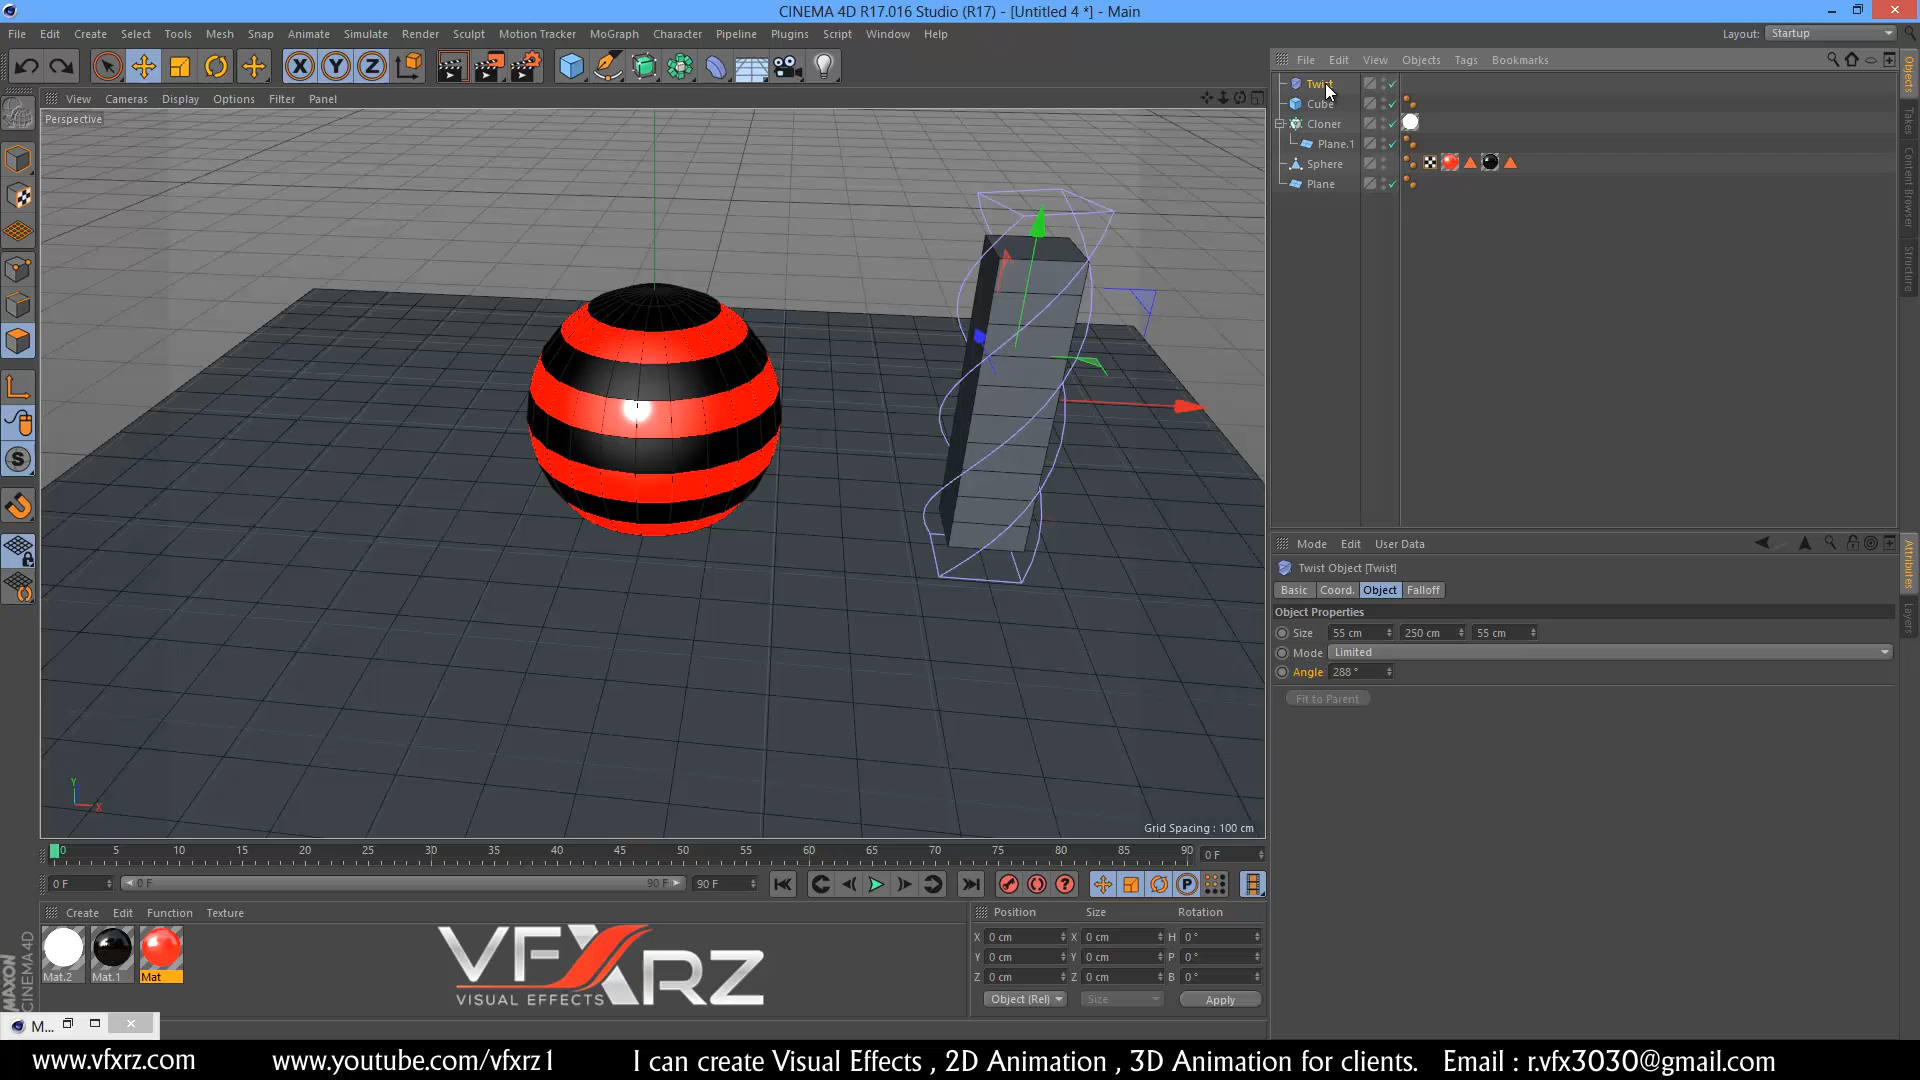 CINEMA 4D R17.016 Studio (R17) - [Untitled 4 *] - Main
File Edit Create Select Tools Mesh Snap Animate Simulate Render Sculpt Motion Tracker MoGraph Character Pipeline Plugins Script Window Help
Layout: Startup
View Cameras Display Options Filter Panel
Perspective
File Edit View Objects Tags Bookmarks
Twist
Cube
Cloner
Plane.1
Sphere
Plane
Objects
Takes
Content Browser
Structure
Mode Edit User Data
Twist Object [Twist]
Basic Coord. Object Falloff
Object Properties
Size 55 cm 250 cm 55 cm
Mode Limited
Angle 288 °
Fit to Parent
Attributes
Layers
Y
X
Grid Spacing : 100 cm
0 5 10 15 20 25 30 35 40 45 50 55 60 65 70 75 80 85 90
0 F
0 F 0 F 90 F 90 F
Create Edit Function Texture
Mat.2 Mat.1 Mat
VFXRZ
VISUAL EFFECTS
Position Size Rotation
X 0 cm X 0 cm H 0 °
Y 0 cm Y 0 cm P 0 °
Z 0 cm Z 0 cm B 0 °
Object (Rel) Size Apply
MAXON
CINEMA 4D
M...
www.vfxrz.com www.youtube.com/vfxrz1 I can create Visual Effects , 2D Animation , 3D Animation for clients. Email : r.vfx3030@gmail.com